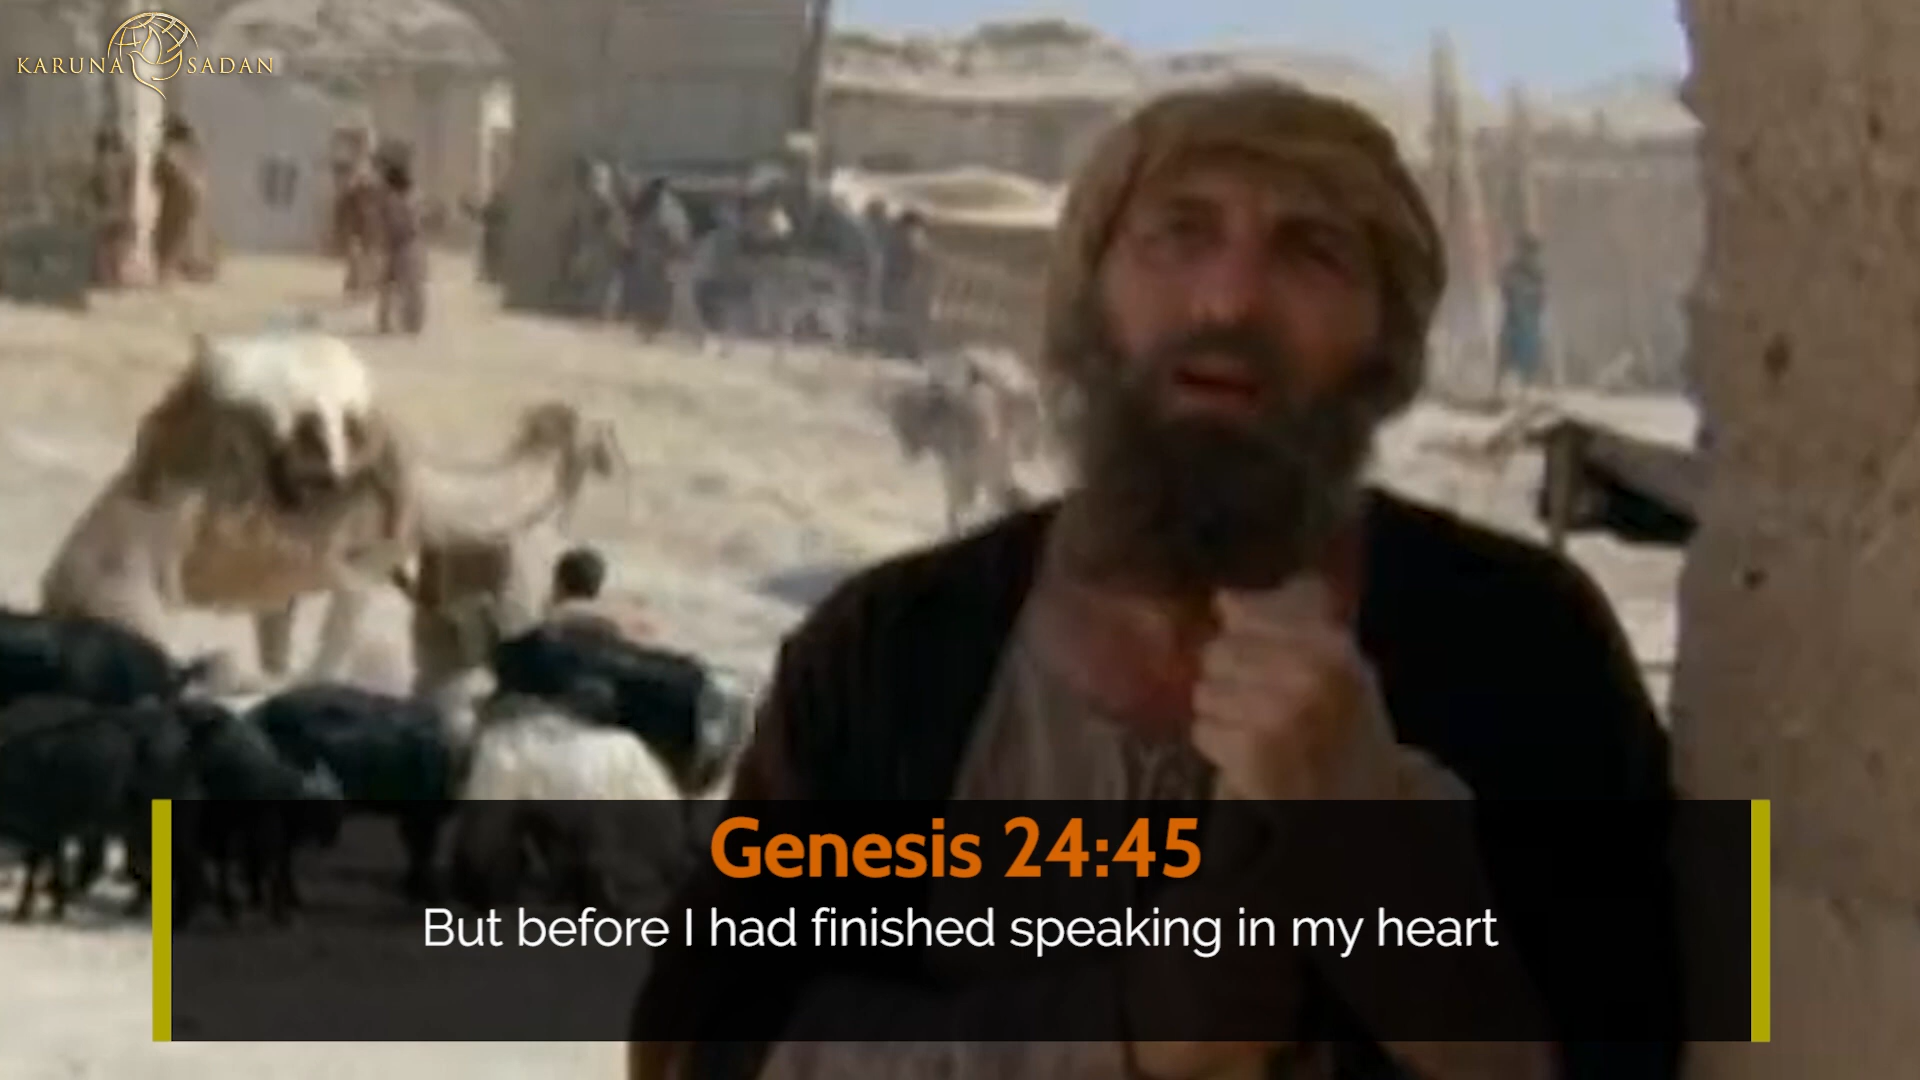 KARUNA SADAN
Genesis 24:45
But before I had finished speaking in my heart